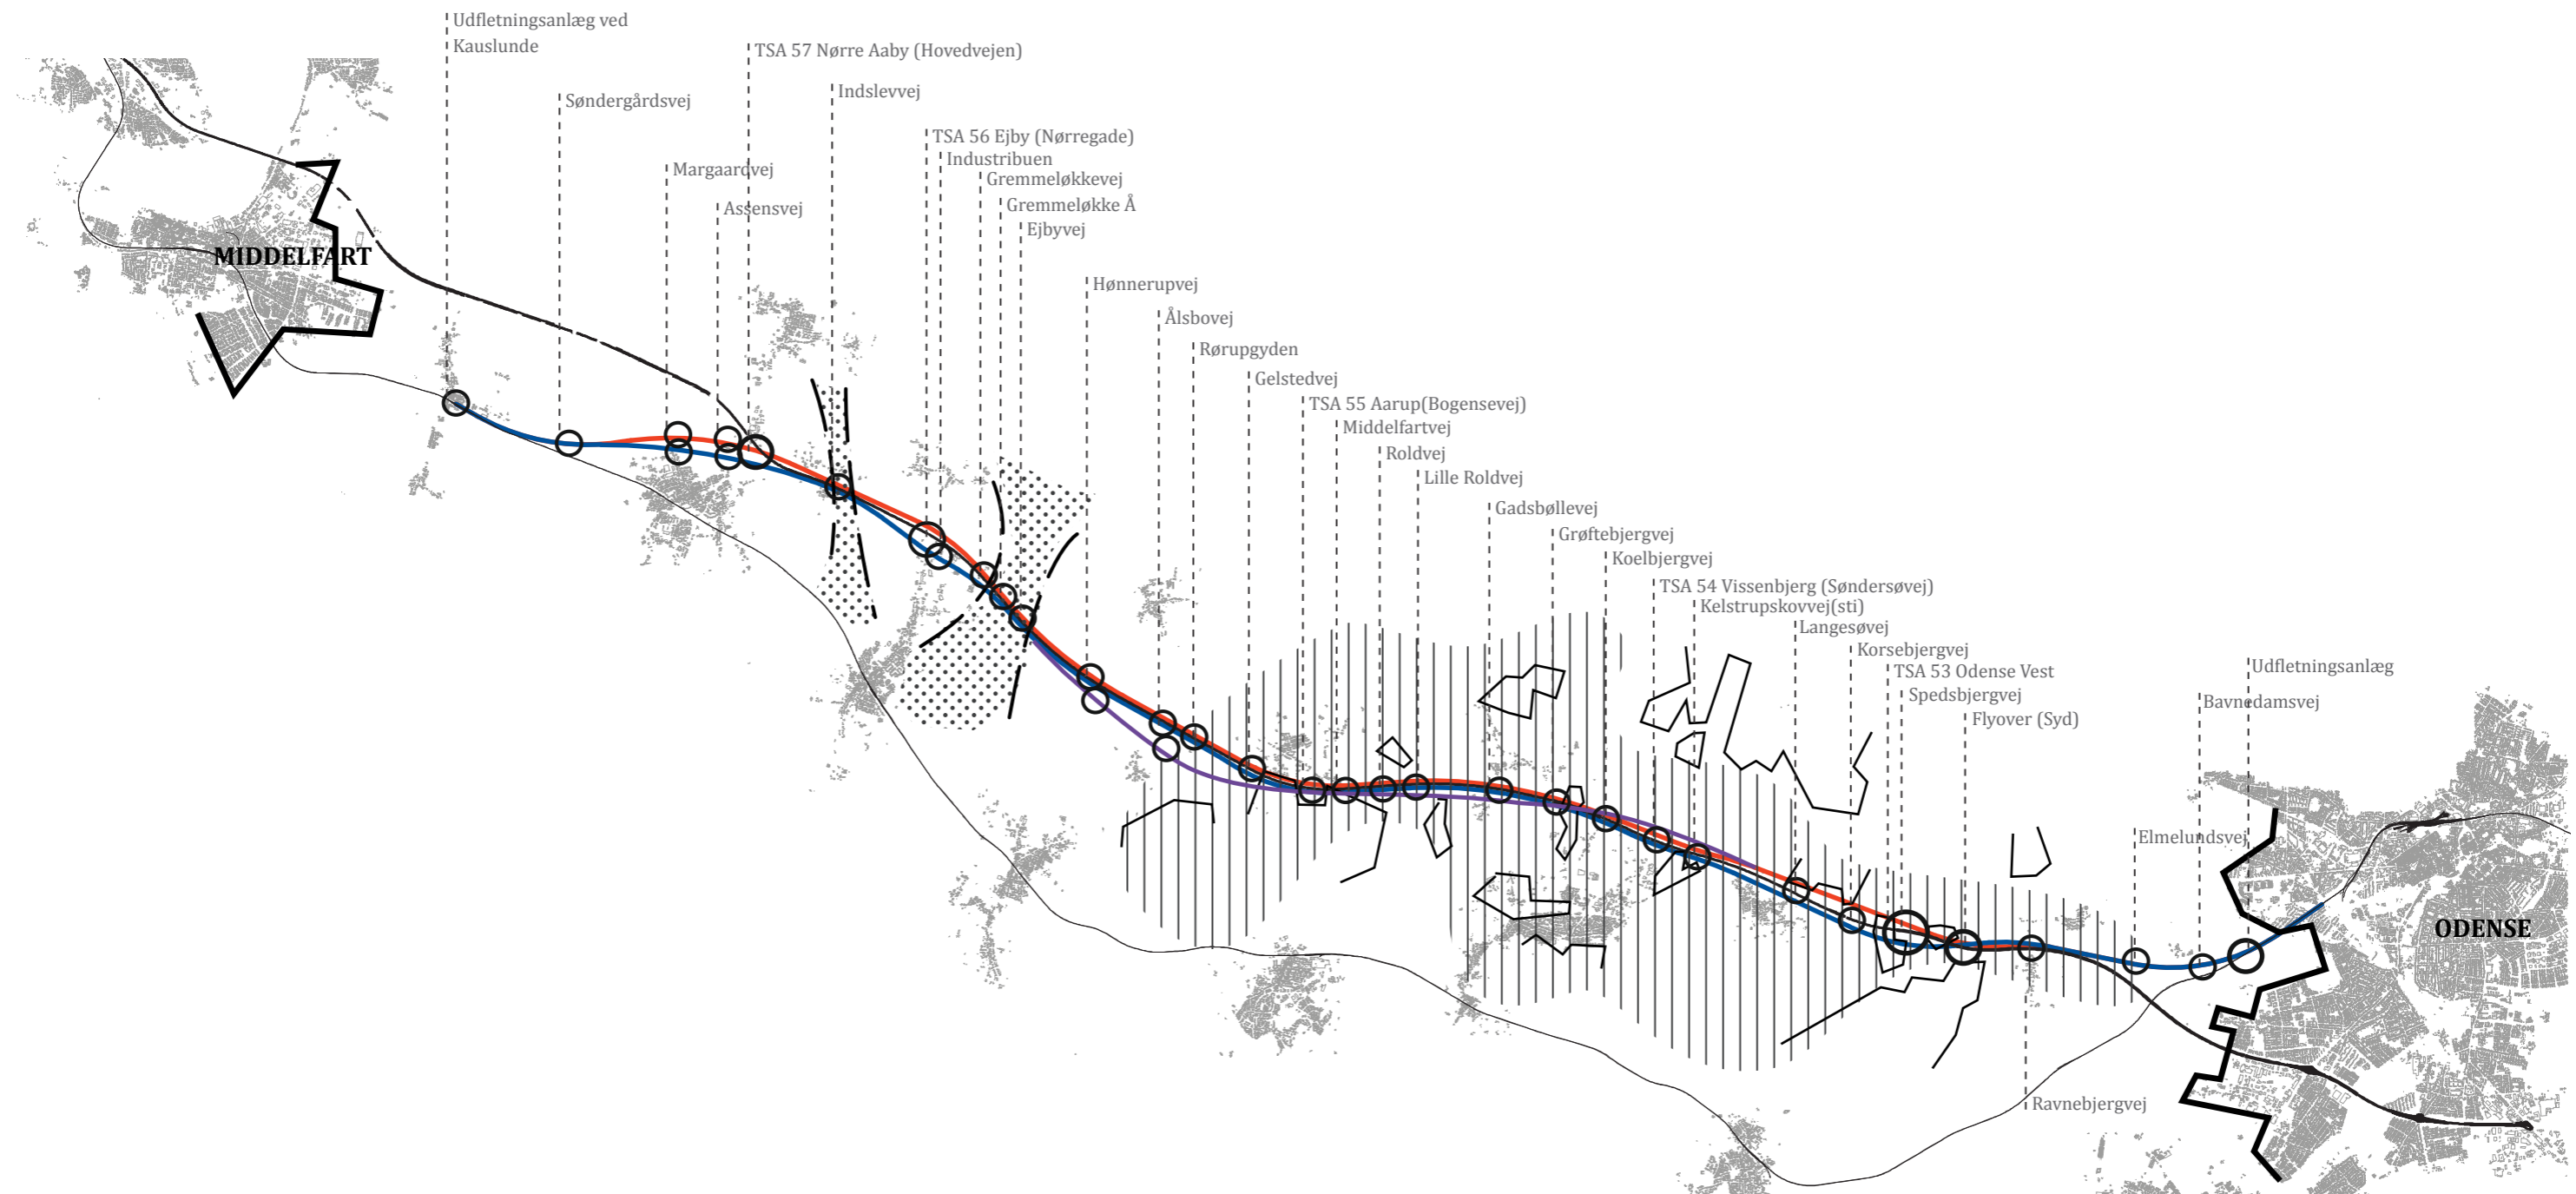 Udfletningsanlæg ved
Kauslunde
TSA 57 Nørre Aaby (Hovedvejen)
Søndergårdsvej
Indslevvej
TSA 56 Ejby (Nørregade)
Industribuen
Margaardvej
Gremmeløkkevej
Assensvej
Gremmeløkke Å
Ejbyvej
MIDDELFART
Hønnerupvej
Ålsbovej
Rørupgyden
Gelstedvej
TSA 55 Aarup(Bogensevej)
Middelfartvej
Roldvej
Lille Roldvej
Gadsbøllevej
Grøftebjergvej
Koelbjergvej
TSA 54 Vissenbjerg (Søndersøvej)
Kelstrupskovvej(sti)
Langesøvej
Korsebjergvej
TSA 53 Odense Vest
Udfletningsanlæg
Spedsbjergvej
Bavnedamsvej
Flyover (Syd)
Elmelundsvej
ODENSE
Ravnebjergvej